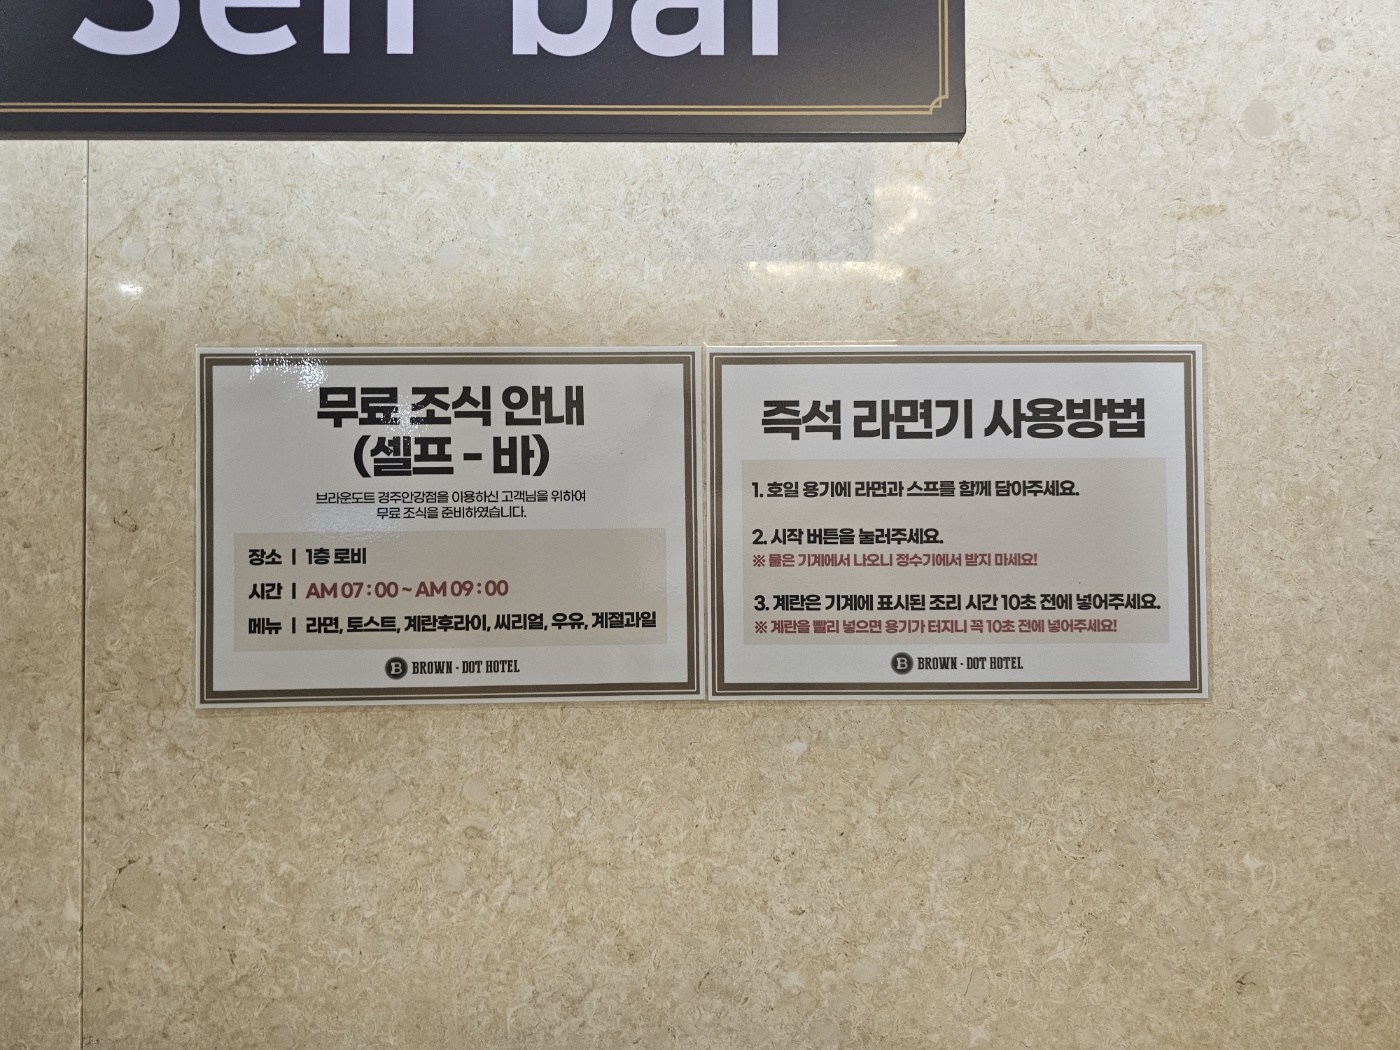 Self bar
무료 조식 안내
(셀프 - 바)
브라운도트 경주안강점을 이용하신 고객님을 위하여
무료 조식을 준비하였습니다.
장소 | 1층 로비
시간 | AM 07 : 00 ~ AM 09 : 00
메뉴 | 라면, 토스트, 계란후라이, 씨리얼, 우유, 계절과일
B BROWN - DOT HOTEL
즉석 라면기 사용방법
1. 호일 용기에 라면과 스프를 함께 담아주세요.
2. 시작 버튼을 눌러주세요.
※ 물은 기계에서 나오니 정수기에서 받지 마세요!
3. 계란은 기계에 표시된 조리 시간 10초 전에 넣어주세요.
※ 계란을 빨리 넣으면 용기가 터지니 꼭 10초 전에 넣어주세요!
B BROWN - DOT HOTEL